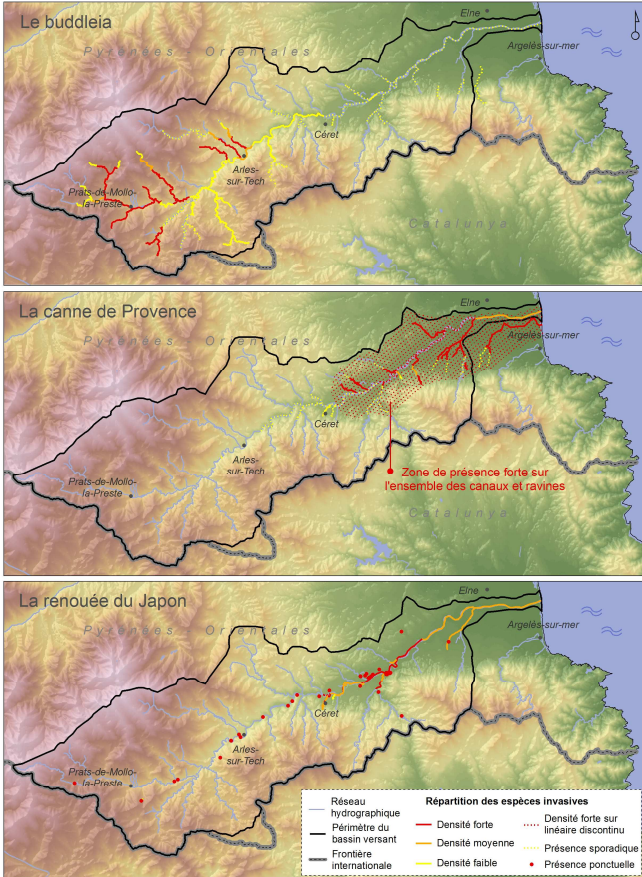 Le buddleia
Elne
Pyrénées Orientales
Argelès-sur-mer
Céret
Arles-
sur-Tech
Prats-de-Mollo-
la-Preste
Catalunya
La canne de Provence
Elne
Pyrénées Orientales
Argelès-sur-mer
Céret
Arles-
sur-Tech
Zone de présence forte sur
l'ensemble des canaux et ravines
Prats-de-Mollo-
la-Preste
Catalunya
La renouée du Japon
Elne
Pyrénées Orientales
Argelès-sur-mer
Céret
Arles-
sur-Tech
Prats-de-Mollo-
la-Preste
Réseau
hydrographique
Périmètre du
bassin versant
Frontière
internationale
Répartition des espèces invasives
Densité forte
Densité moyenne
Densité faible
Densité forte sur
linéaire discontinu
Présence sporadique
Présence ponctuelle